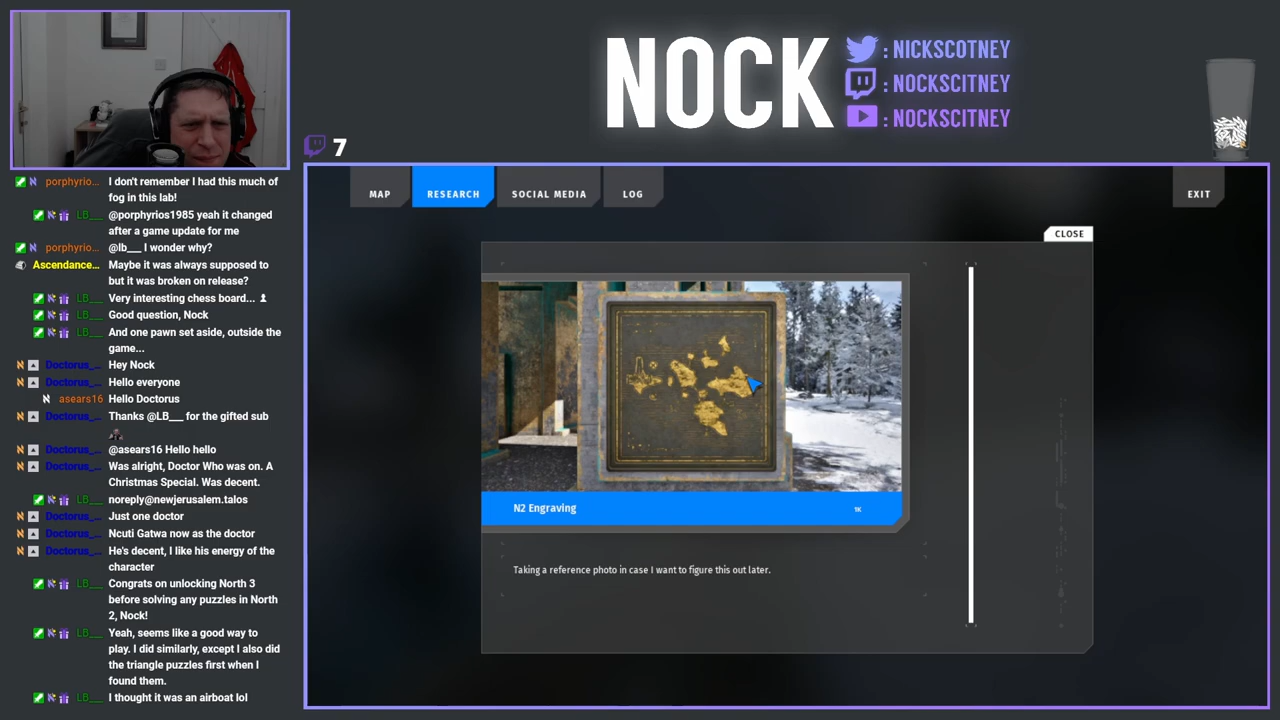 NOCK
: NICKSCOTNEY
: NOCKSCITNEY
: NOCKSCITNEY
7
MAP
RESEARCH
SOCIAL MEDIA
LOG
EXIT
CLOSE
N2 Engraving
1K
Taking a reference photo in case I want to figure this out later.
porphyrio... I don't remember I had this much of
fog in this lab!
LB___ @porphyrios1985 yeah it changed
after a game update for me
porphyrio... @lb___ I wonder why?
Ascendance... Maybe it was always supposed to
but it was broken on release?
LB___ Very interesting chess board...
LB___ Good question, Nock
LB___ And one pawn set aside, outside the
game...
Doctorus_... Hey Nock
Doctorus_... Hello everyone
asears16 Hello Doctorus
Doctorus_... Thanks @LB___ for the gifted sub
Doctorus_... @asears16 Hello hello
Doctorus_... Was alright, Doctor Who was on. A
Christmas Special. Was decent.
LB___ noreply@newjerusalem.talos
Doctorus_... Just one doctor
Doctorus_... Ncuti Gatwa now as the doctor
Doctorus_... He's decent, I like his energy of the
character
LB___ Congrats on unlocking North 3
before solving any puzzles in North
2, Nock!
LB___ Yeah, seems like a good way to
play. I did similarly, except I also did
the triangle puzzles first when I
found them.
LB___ I thought it was an airboat lol